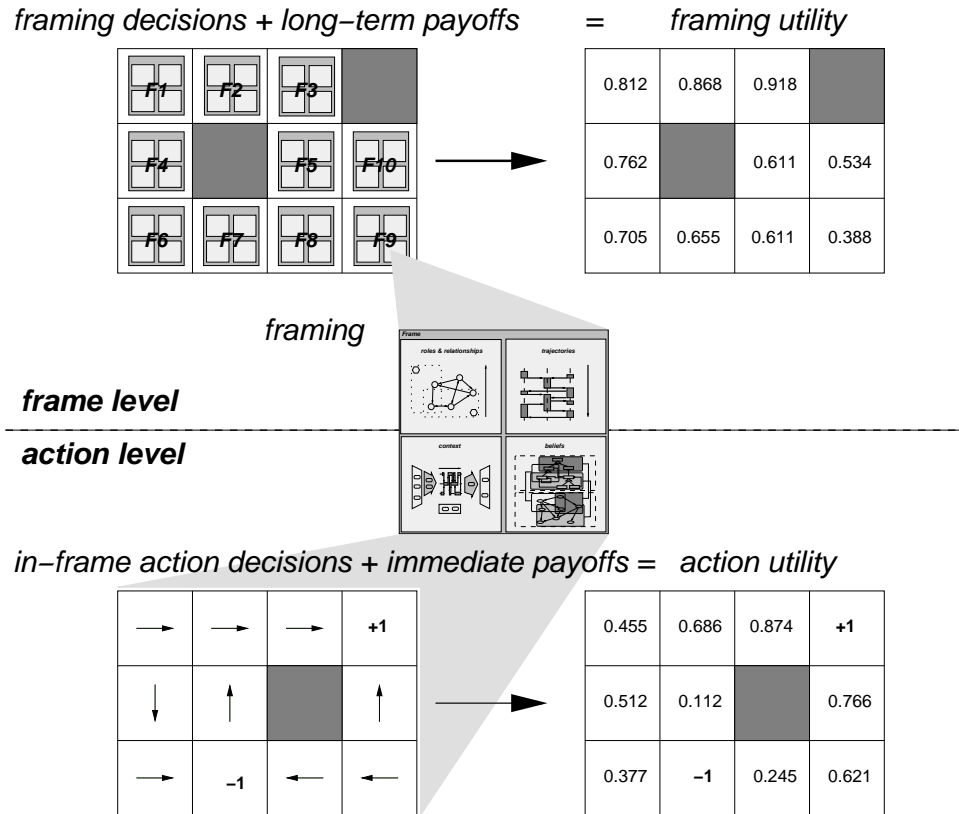 framing decisions + long−term payoffs = framing utility
F1 F2 F3
0.812 0.868 0.918
F4 F5 F10
0.762 0.611 0.534
F6 F7 F8 F9
0.705 0.655 0.611 0.388
framing
Frame
roles & relationships trajectories
frame level
action level
context beliefs
in−frame action decisions + immediate payoffs = action utility
+1
0.455 0.686 0.874 +1
0.512 0.112 0.766
−1
0.377 −1 0.245 0.621